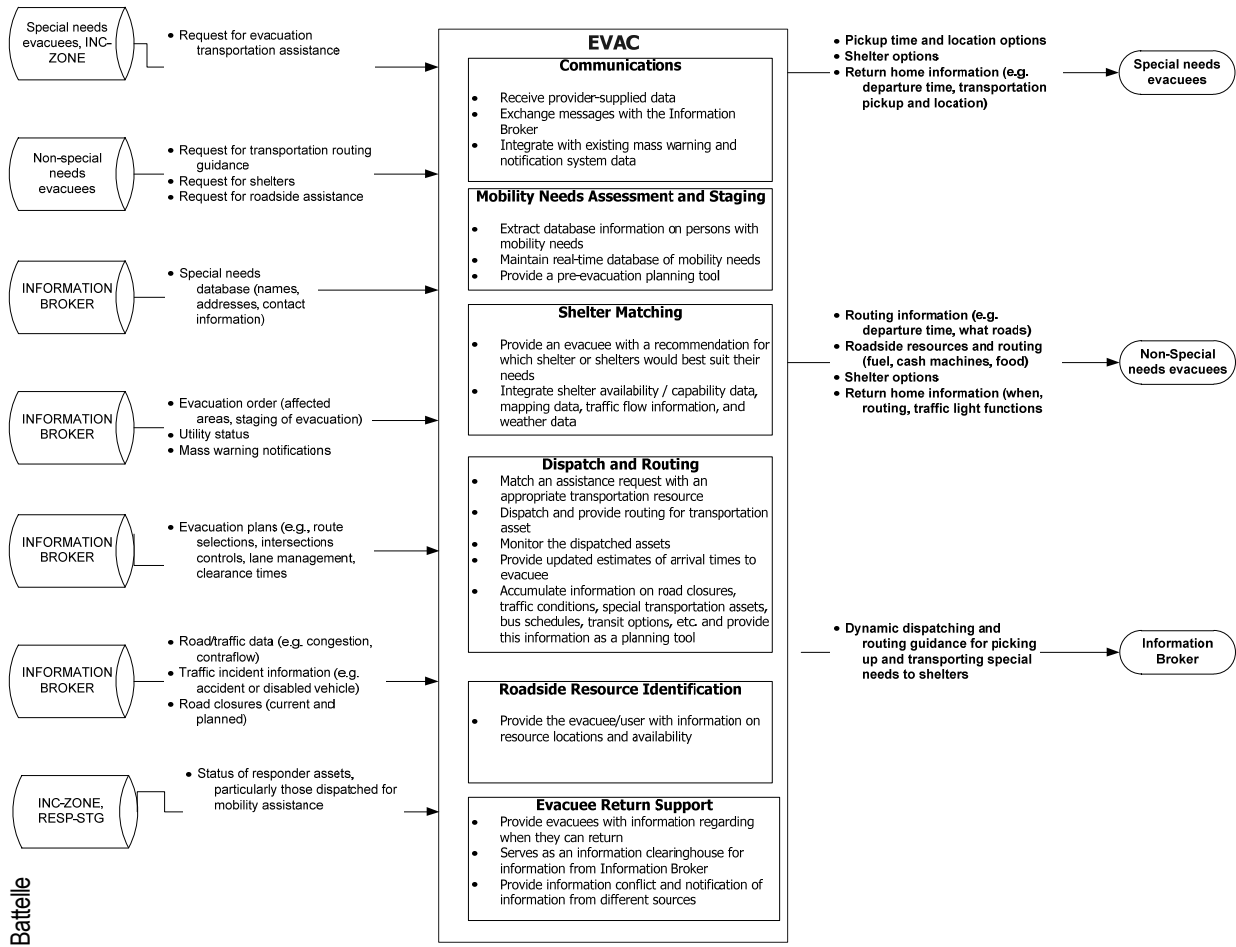 Special needs
evacuees, INC-
ZONE
• Request for evacuation
transportation assistance
Non-special
needs
evacuees
• Request for transportation routing
guidance
• Request for shelters
• Request for roadside assistance
INFORMATION
BROKER
• Special needs
database (names,
addresses, contact
information)
INFORMATION
BROKER
• Evacuation order (affected
areas, staging of evacuation)
• Utility status
• Mass warning notifications
INFORMATION
BROKER
• Evacuation plans (e.g., route
selections, intersections
controls, lane management,
clearance times
INFORMATION
BROKER
• Road/traffic data (e.g. congestion,
contraflow)
• Traffic incident information (e.g.
accident or disabled vehicle)
• Road closures (current and
planned)
INC-ZONE,
RESP-STG
• Status of responder assets,
particularly those dispatched for
mobility assistance
EVAC
Communications
• Receive provider-supplied data
• Exchange messages with the Information
Broker
• Integrate with existing mass warning and
notification system data
Mobility Needs Assessment and Staging
• Extract database information on persons with
mobility needs
• Maintain real-time database of mobility needs
• Provide a pre-evacuation planning tool
Shelter Matching
• Provide an evacuee with a recommendation for
which shelter or shelters would best suit their
needs
• Integrate shelter availability / capability data,
mapping data, traffic flow information, and
weather data
Dispatch and Routing
• Match an assistance request with an
appropriate transportation resource
• Dispatch and provide routing for transportation
asset
• Monitor the dispatched assets
• Provide updated estimates of arrival times to
evacuee
• Accumulate information on road closures,
traffic conditions, special transportation assets,
bus schedules, transit options, etc. and provide
this information as a planning tool
Roadside Resource Identification
• Provide the evacuee/user with information on
resource locations and availability
Evacuee Return Support
• Provide evacuees with information regarding
when they can return
• Serves as an information clearinghouse for
information from Information Broker
• Provide information conflict and notification of
information from different sources
• Pickup time and location options
• Shelter options
• Return home information (e.g.
departure time, transportation
pickup and location)
Special needs
evacuees
• Routing information (e.g.
departure time, what roads)
• Roadside resources and routing
(fuel, cash machines, food)
• Shelter options
• Return home information (when,
routing, traffic light functions
Non-Special
needs evacuees
• Dynamic dispatching and
routing guidance for picking
up and transporting special
needs to shelters
Information
Broker
Battelle